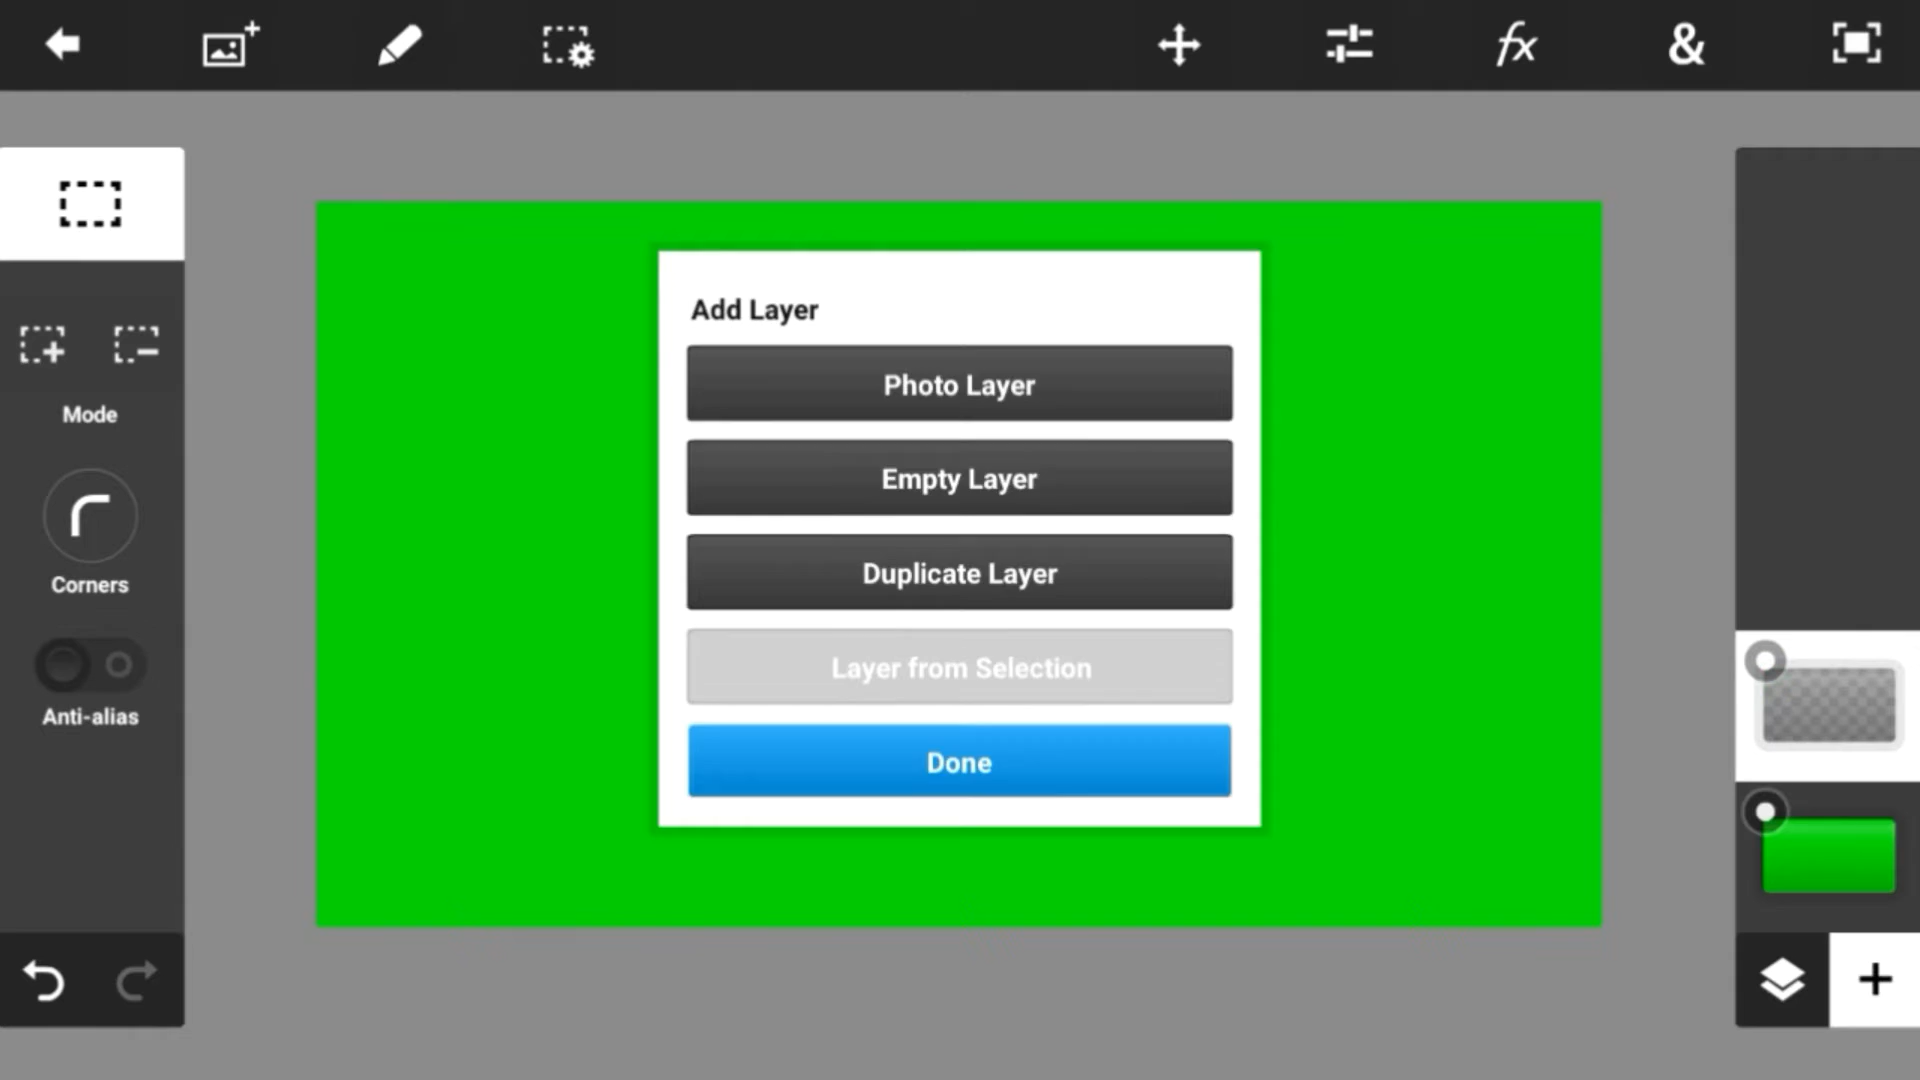 fx
&
Add Layer
Photo Layer
Empty Layer
Duplicate Layer
Layer from Selection
Done
Mode
Corners
Anti-alias